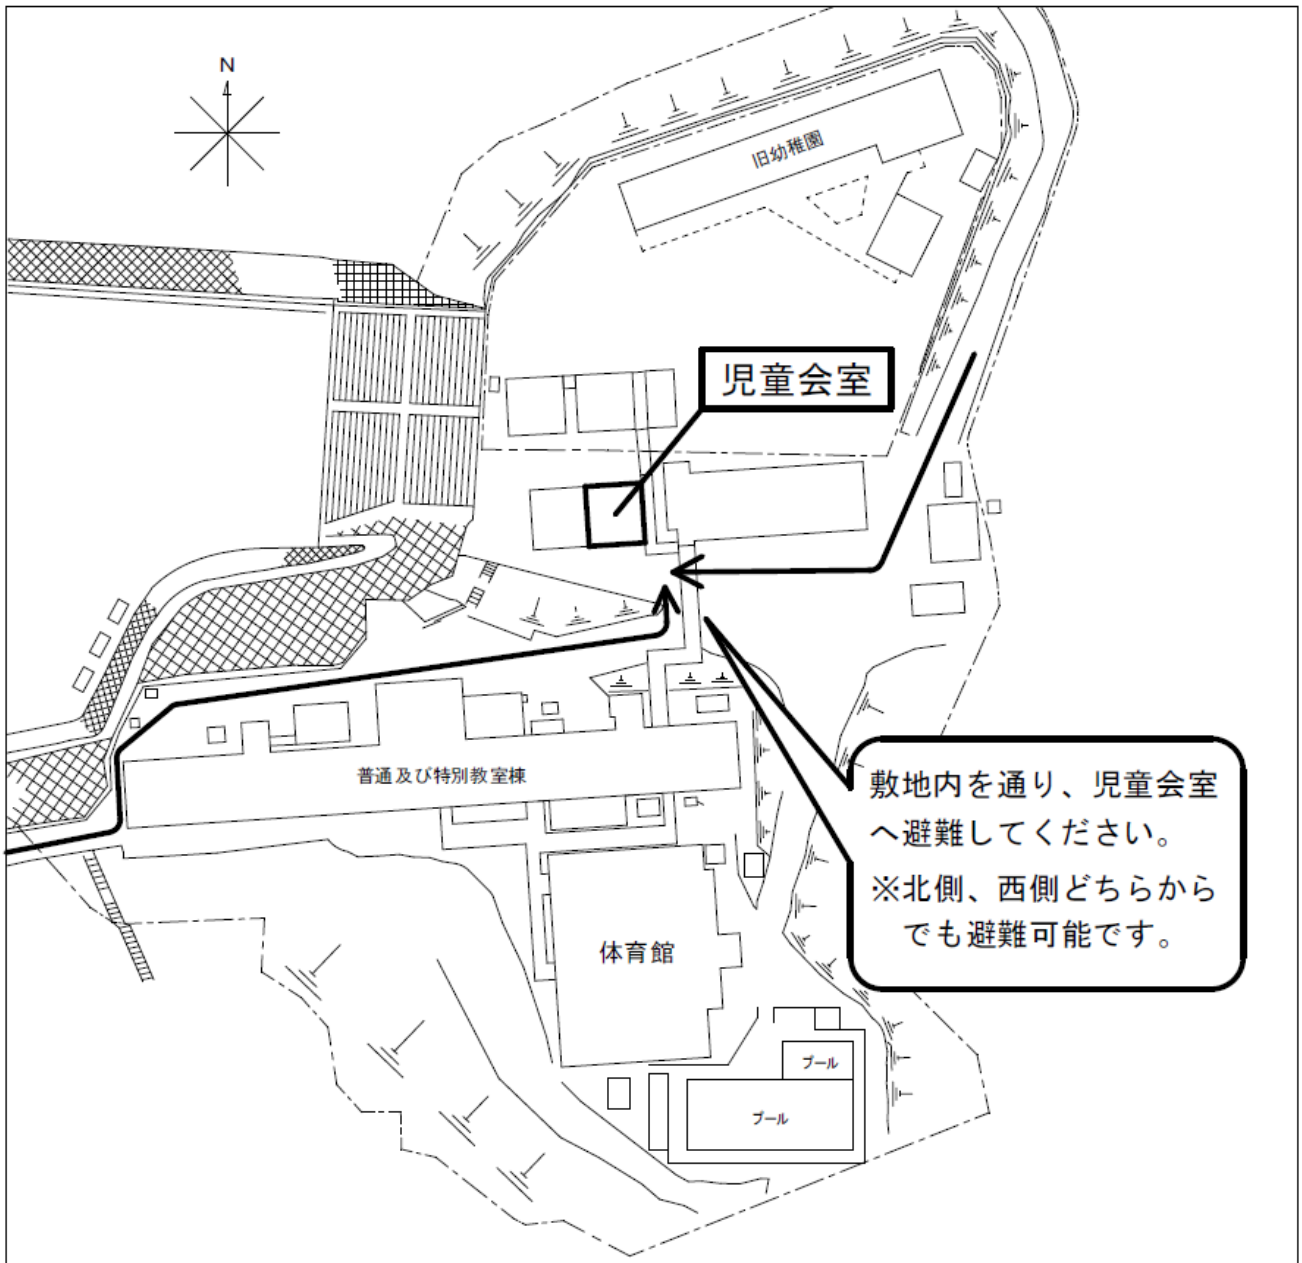 N
旧幼稚園
児童会室
普通及び特別教室棟
敷地内を通り、児童会室
へ避難してください。
※北側、西側どちらから
でも避難可能です。
体育館
プール
プール